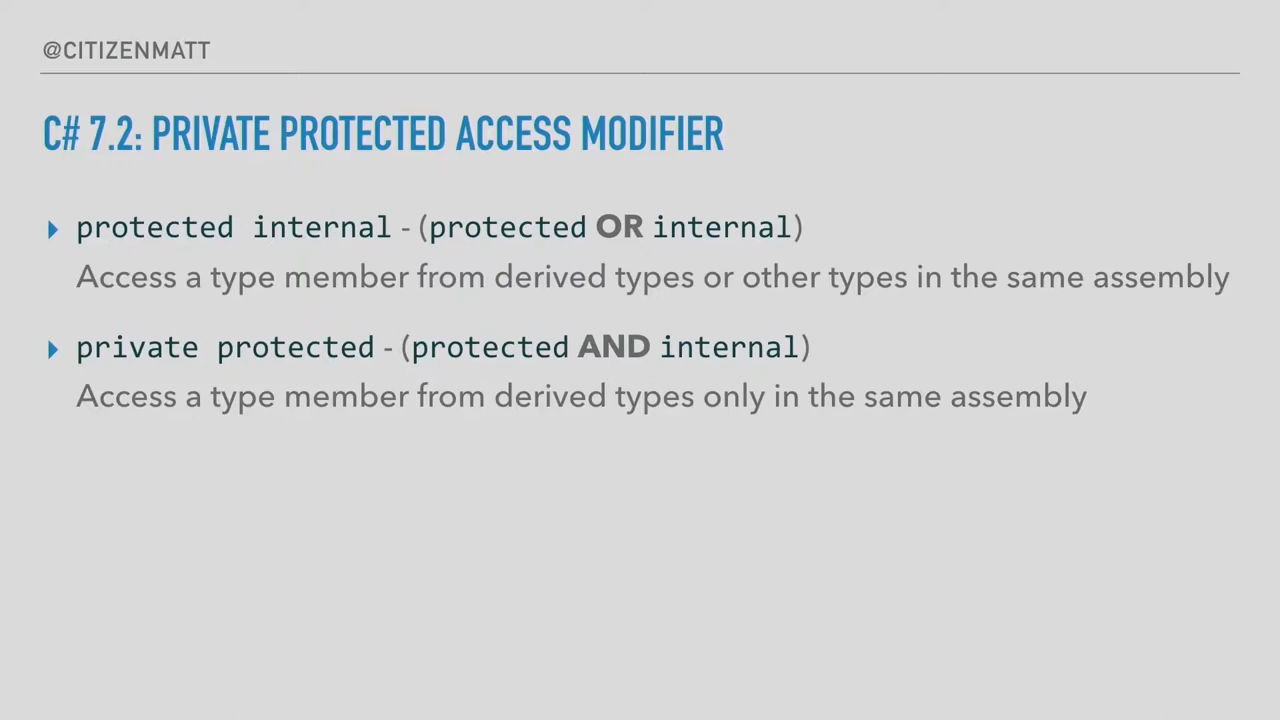 @CITIZENMATT
C# 7.2: PRIVATE PROTECTED ACCESS MODIFIER
protected internal - (protected OR internal)
Access a type member from derived types or other types in the same assembly
private protected - (protected AND internal)
Access a type member from derived types only in the same assembly